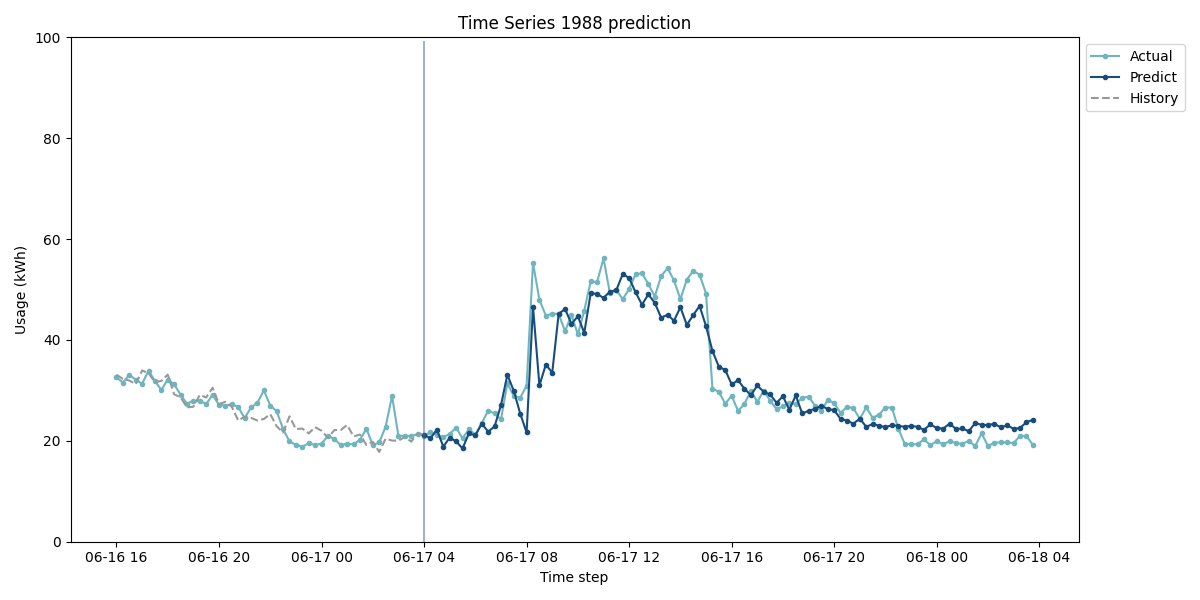 Time Series 1988 prediction
100
80
60
40
20
0
Usage (kWh)
06-16 16
06-16 20
06-17 00
06-17 04
06-17 08
06-17 12
06-17 16
06-17 20
06-18 00
06-18 04
Time step
Actual
Predict
History